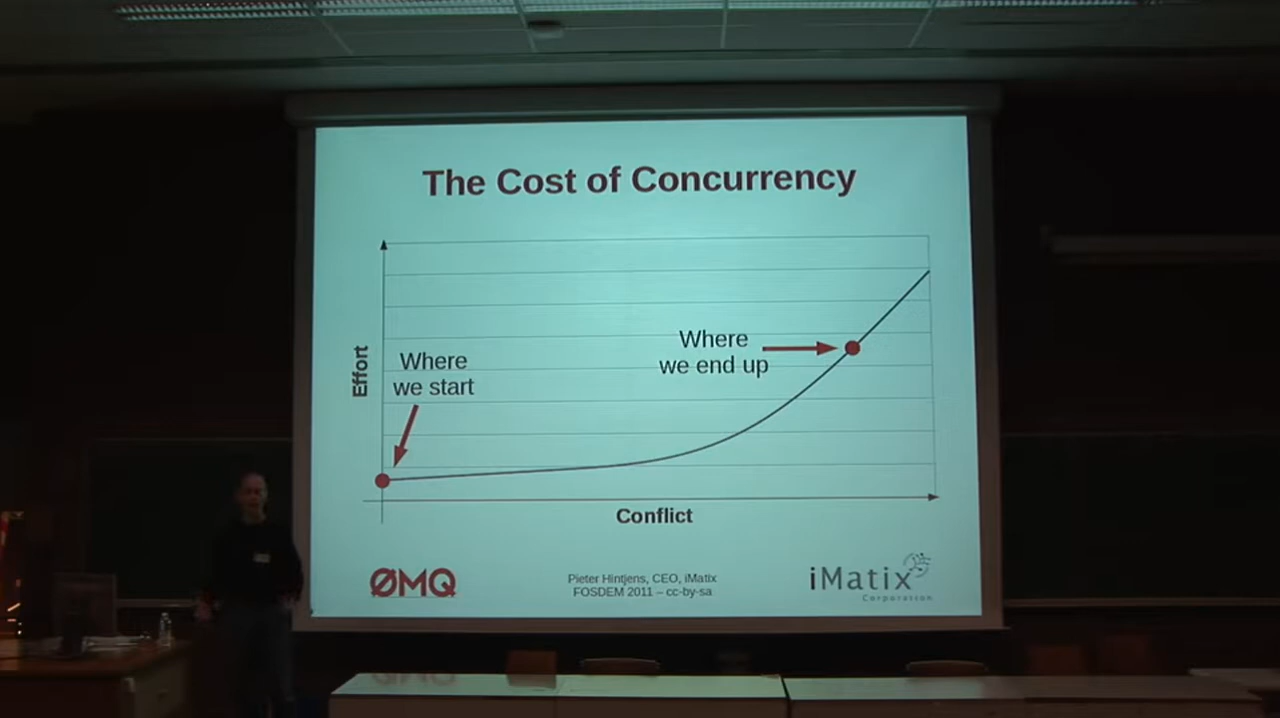 The Cost of Concurrency
Effort
Where
we start
Where
we end up
Conflict
ØMQ
Pieter Hintjens, CEO, iMatix
FOSDEM 2011 – cc-by-sa
iMatix
Corporation